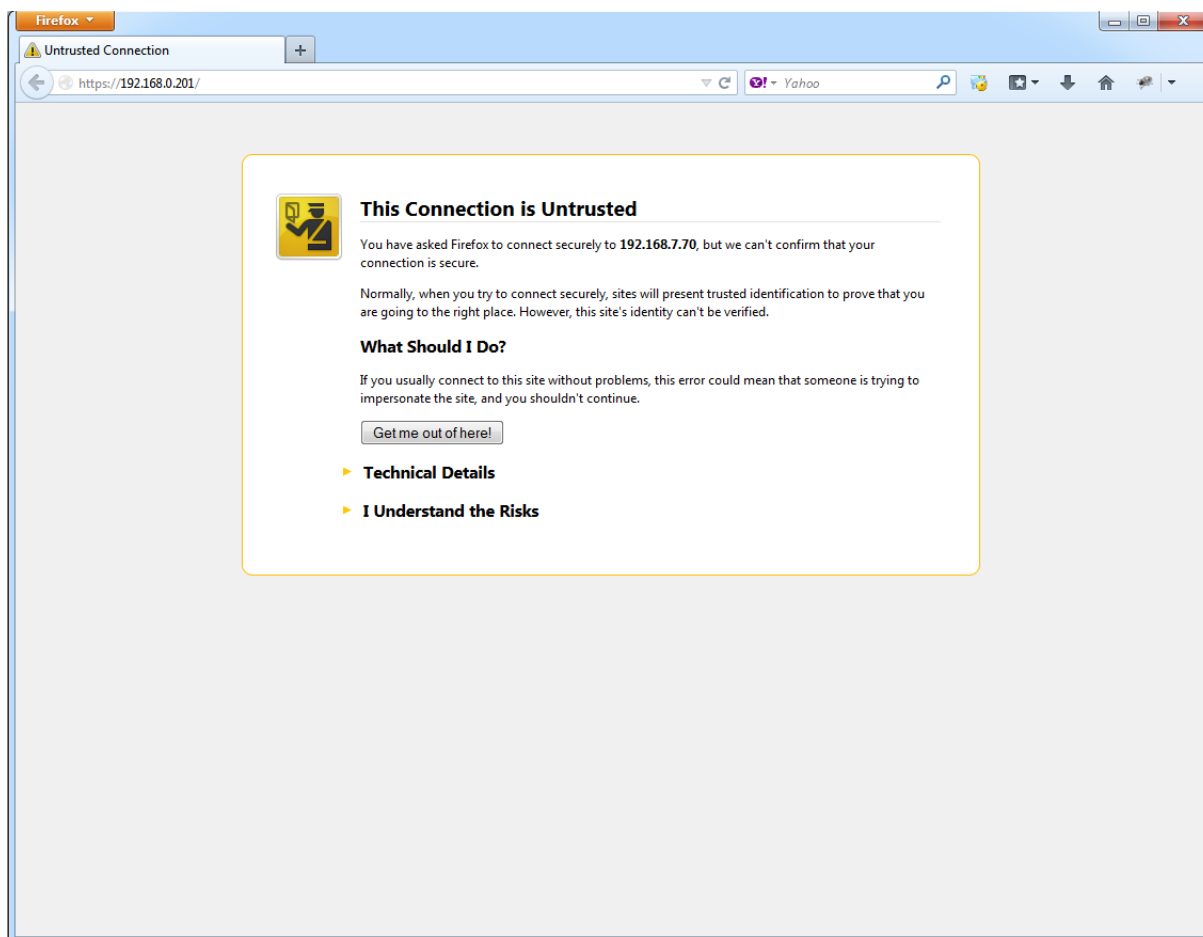 Firefox
Untrusted Connection
https://192.168.0.201/
Yahoo
This Connection is Untrusted
You have asked Firefox to connect securely to 192.168.7.70, but we can't confirm that your
connection is secure.
Normally, when you try to connect securely, sites will present trusted identification to prove that you
are going to the right place. However, this site's identity can't be verified.
What Should I Do?
If you usually connect to this site without problems, this error could mean that someone is trying to
impersonate the site, and you shouldn't continue.
Get me out of here!
Technical Details
I Understand the Risks